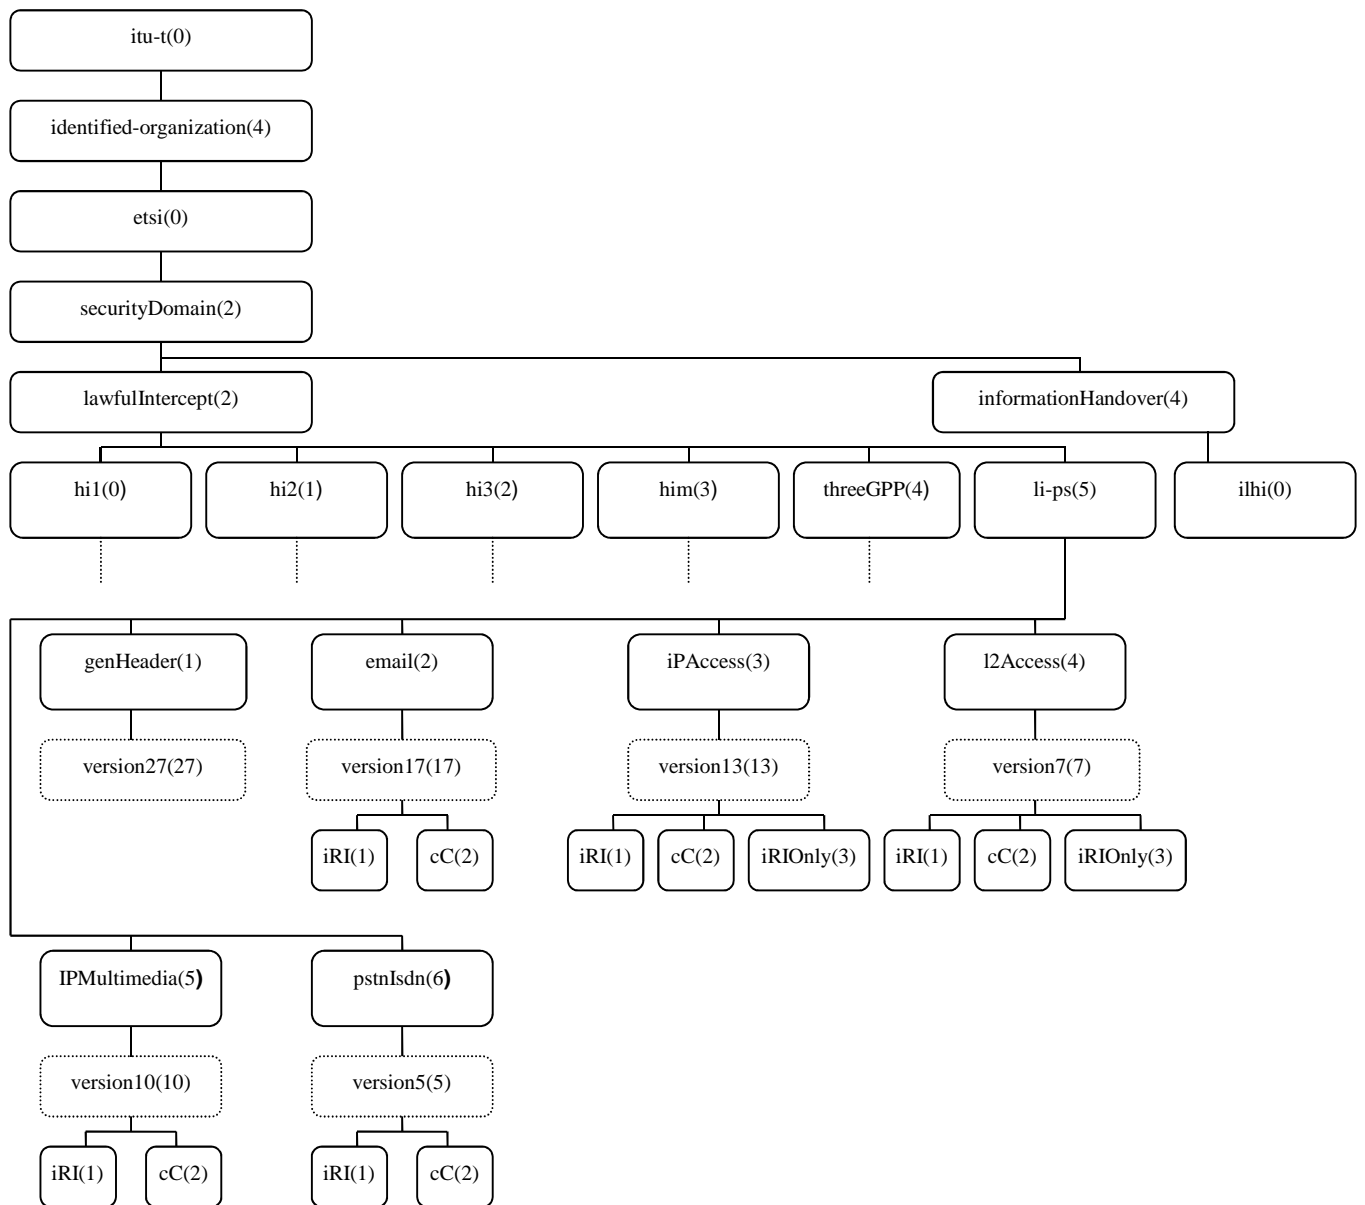 itu-t(0)
identified-organization(4)
etsi(0)
securityDomain(2)
lawfulIntercept(2)
informationHandover(4)
hi1(0)
hi2(1)
hi3(2)
him(3)
threeGPP(4)
li-ps(5)
ilhi(0)
genHeader(1)
email(2)
iPAccess(3)
l2Access(4)
version27(27)
version17(17)
version13(13)
version7(7)
iRI(1)
cC(2)
iRI(1)
cC(2)
iRIOnly(3)
iRI(1)
cC(2)
iRIOnly(3)
IPMultimedia(5)
pstnIsdn(6)
version10(10)
version5(5)
iRI(1)
cC(2)
iRI(1)
cC(2)